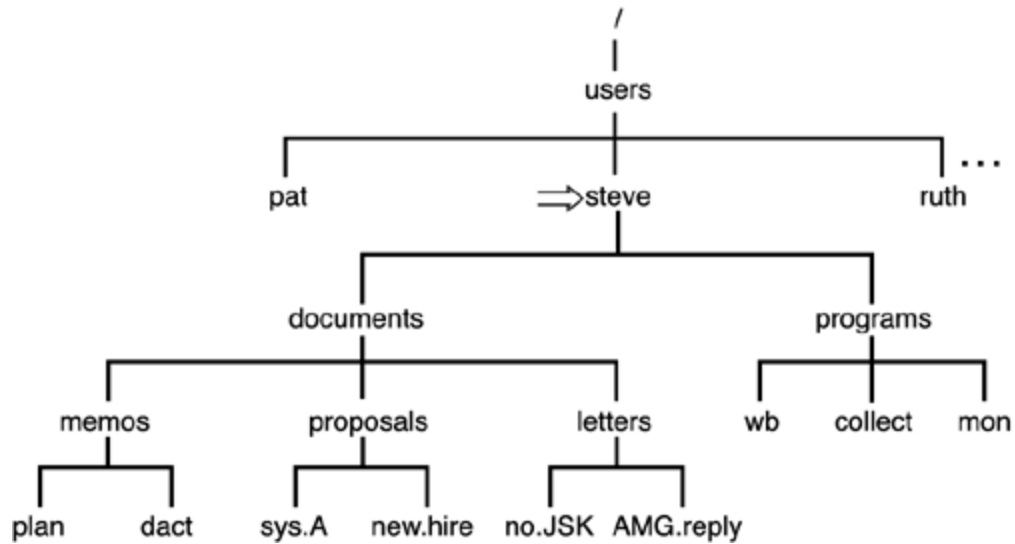 /
users
pat steve ruth ...
documents programs
memos proposals letters wb collect mon
plan dact sys.A new.hire no.JSK AMG.reply